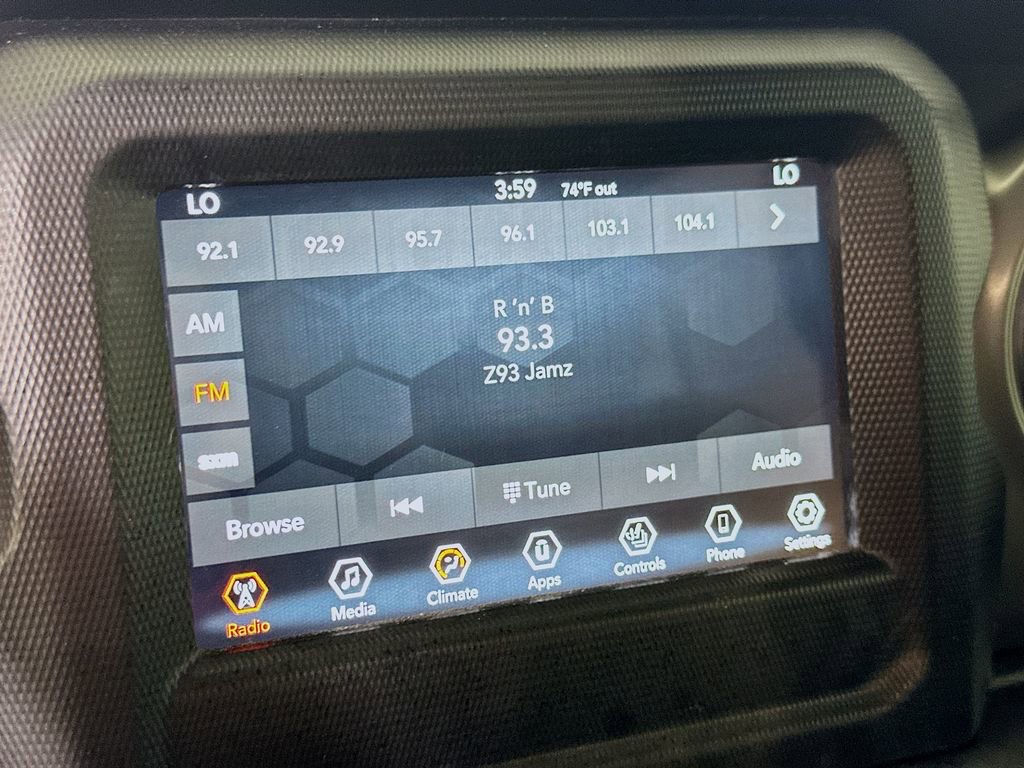 LO 3:59 74°F out LO
92.1 92.9 95.7 96.1 103.1 104.1
AM
R 'n' B
93.3
Z93 Jamz
FM
sxm
Browse Tune Audio
Radio Media Climate Apps Controls Phone Settings